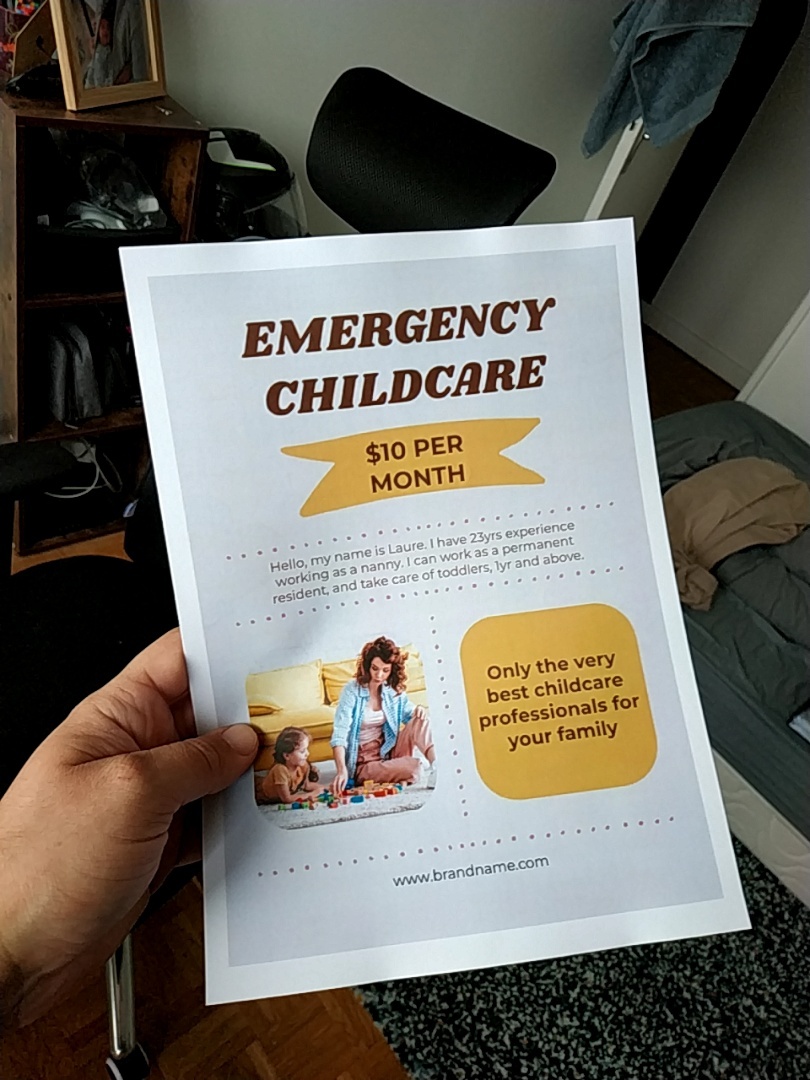 EMERGENCY
CHILDCARE
$10 PER
MONTH
Hello, my name is Laure. I have 23yrs experience
working as a nanny. I can work as a permanent
resident, and take care of toddlers, 1yr and above.
Only the very
best childcare
professionals for
your family
www.brandname.com